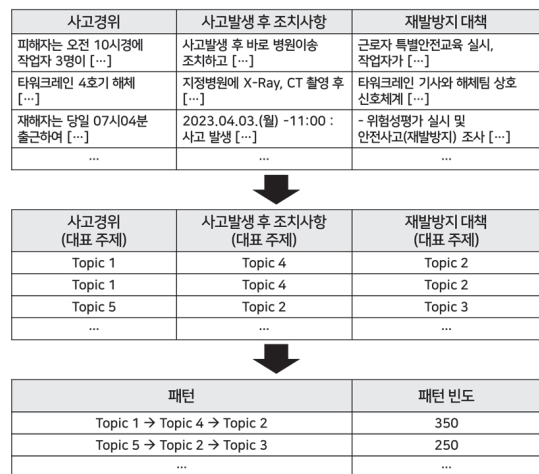 사고경위 사고발생 후 조치사항 재발방지 대책
피해자는 오전 10시경에 사고발생 후 바로 병원이송 근로자 특별안전교육 실시,
작업자 3명이 […] 조치하고 […] 작업자가 […]
타워크레인 4호기 해체 지정병원에 X-Ray, CT 촬영 후 타워크레인 기사와 해체팀 상호
[…] […] 신호체계 […]
재해자는 당일 07시04분 2023.04.03.(월) -11:00 : - 위험성평가 실시 및
출근하여 […] 사고 발생 […] 안전사고(재발방지) 조사 […]
… … …
사고경위 사고발생 후 조치사항 재발방지 대책
(대표 주제) (대표 주제) (대표 주제)
Topic 1 Topic 4 Topic 2
Topic 1 Topic 4 Topic 2
Topic 5 Topic 2 Topic 3
… … …
패턴 패턴 빈도
Topic 1 → Topic 4 → Topic 2 350
Topic 5 → Topic 2 → Topic 3 250
… …